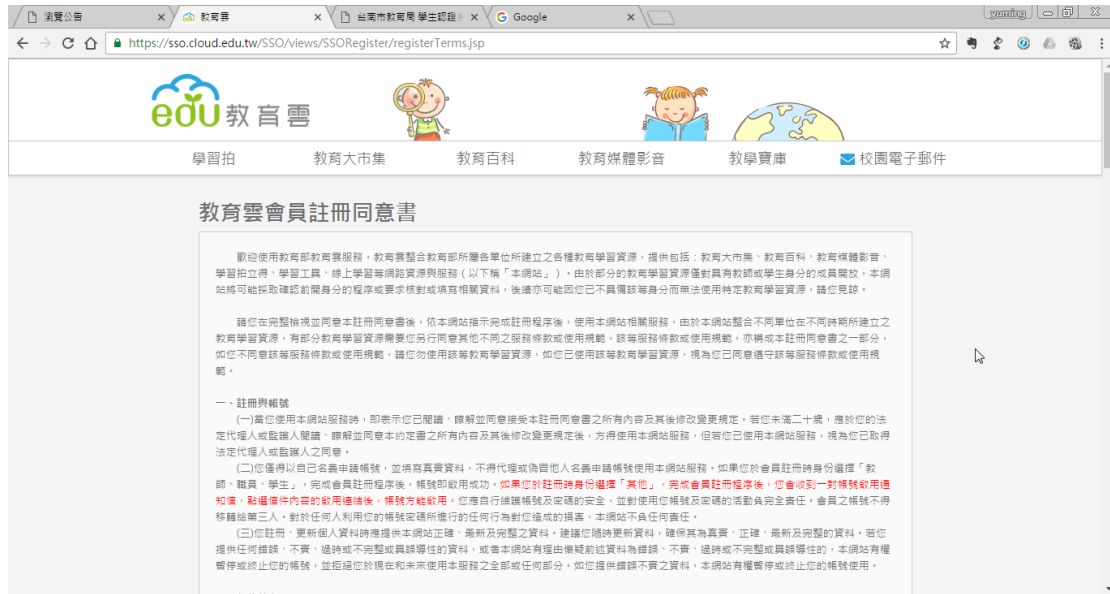 瀏覽公告 教育雲 台南市教育局 學生認證 Google yuming
https://sso.cloud.edu.tw/SSO/views/SSORegister/registerTerms.jsp
edu 教育雲
學習拍 教育大市集 教育百科 教育媒體影音 教學寶庫 校園電子郵件
教育雲會員註冊同意書
歡迎使用教育部教育雲服務，教育雲整合教育部所屬各單位所建立之各種教育學習資源，提供包括：教育大市集、教育百科、教育媒體影音、
學習拍立得、學習工具、線上學習等網路資源與服務（以下稱「本網站」）。由於部分的教育學習資源僅對具有教師或學生身分的成員開放，本網
站將可能採取確認前開身分的程序或要求核對或填寫相關資料，後續亦可能因您已不具備該等身分而無法使用特定教育學習資源，請您見諒。
請您在完整檢視並同意本註冊同意書後，依本網站指示完成註冊程序後，使用本網站相關服務，由於本網站整合不同單位在不同時期所建立之
教育學習資源，有部分教育學習資源需要您另行同意其他不同之服務條款或使用規範，該等服務條款或使用規範，亦構成本註冊同意書之一部分，
如您不同意該等服務條款或使用規範，請您勿使用該等教育學習資源，如您已使用該等教育學習資源，視為您已同意遵守該等服務條款或使用規
範。
一、註冊與帳號
(一)當您使用本網站服務時，即表示您已閱讀、瞭解並同意接受本註冊同意書之所有內容及其後修改變更規定。若您未滿二十歲，應於您的法
定代理人或監護人閱讀、瞭解並同意本約定書之所有內容及其後修改變更規定後，方得使用本網站服務，但若您已使用本網站服務，視為您已取得
法定代理人或監護人之同意。
(二)您僅得以自己名義申請帳號，並填寫真實資料，不得代理或偽冒他人名義申請帳號使用本網站服務。如果您於會員註冊時身份選擇「教
師、職員、學生」，完成會員註冊程序後，帳號即啟用成功。如果您於註冊時身份選擇「其他」，完成會員註冊程序後，您會收到一封帳號啟用通
知信，點選信件內容的啟用連結後，帳號方能啟用。您應自行維護帳號及密碼的安全，並對使用您帳號及密碼的活動負完全責任。會員之帳號不得
移轉給第三人。對於任何人利用您的帳號密碼所進行的任何行為對您造成的損害，本網站不負任何責任。
(三)您註冊、更新個人資料時應提供本網站正確、最新及完整之資料。建議您隨時更新資料，確保其為真實、正確、最新及完整的資料。若您
提供任何錯誤、不實、過時或不完整或具誤導性的資料，或者本網站有理由懷疑前述資料為錯誤、不實、過時或不完整或具誤導性的，本網站有權
暫停或終止您的帳號，並拒絕您於現在和未來使用本服務之全部或任何部分。如您提供錯誤不實之資料，本網站有權暫停或終止您的帳號使用。